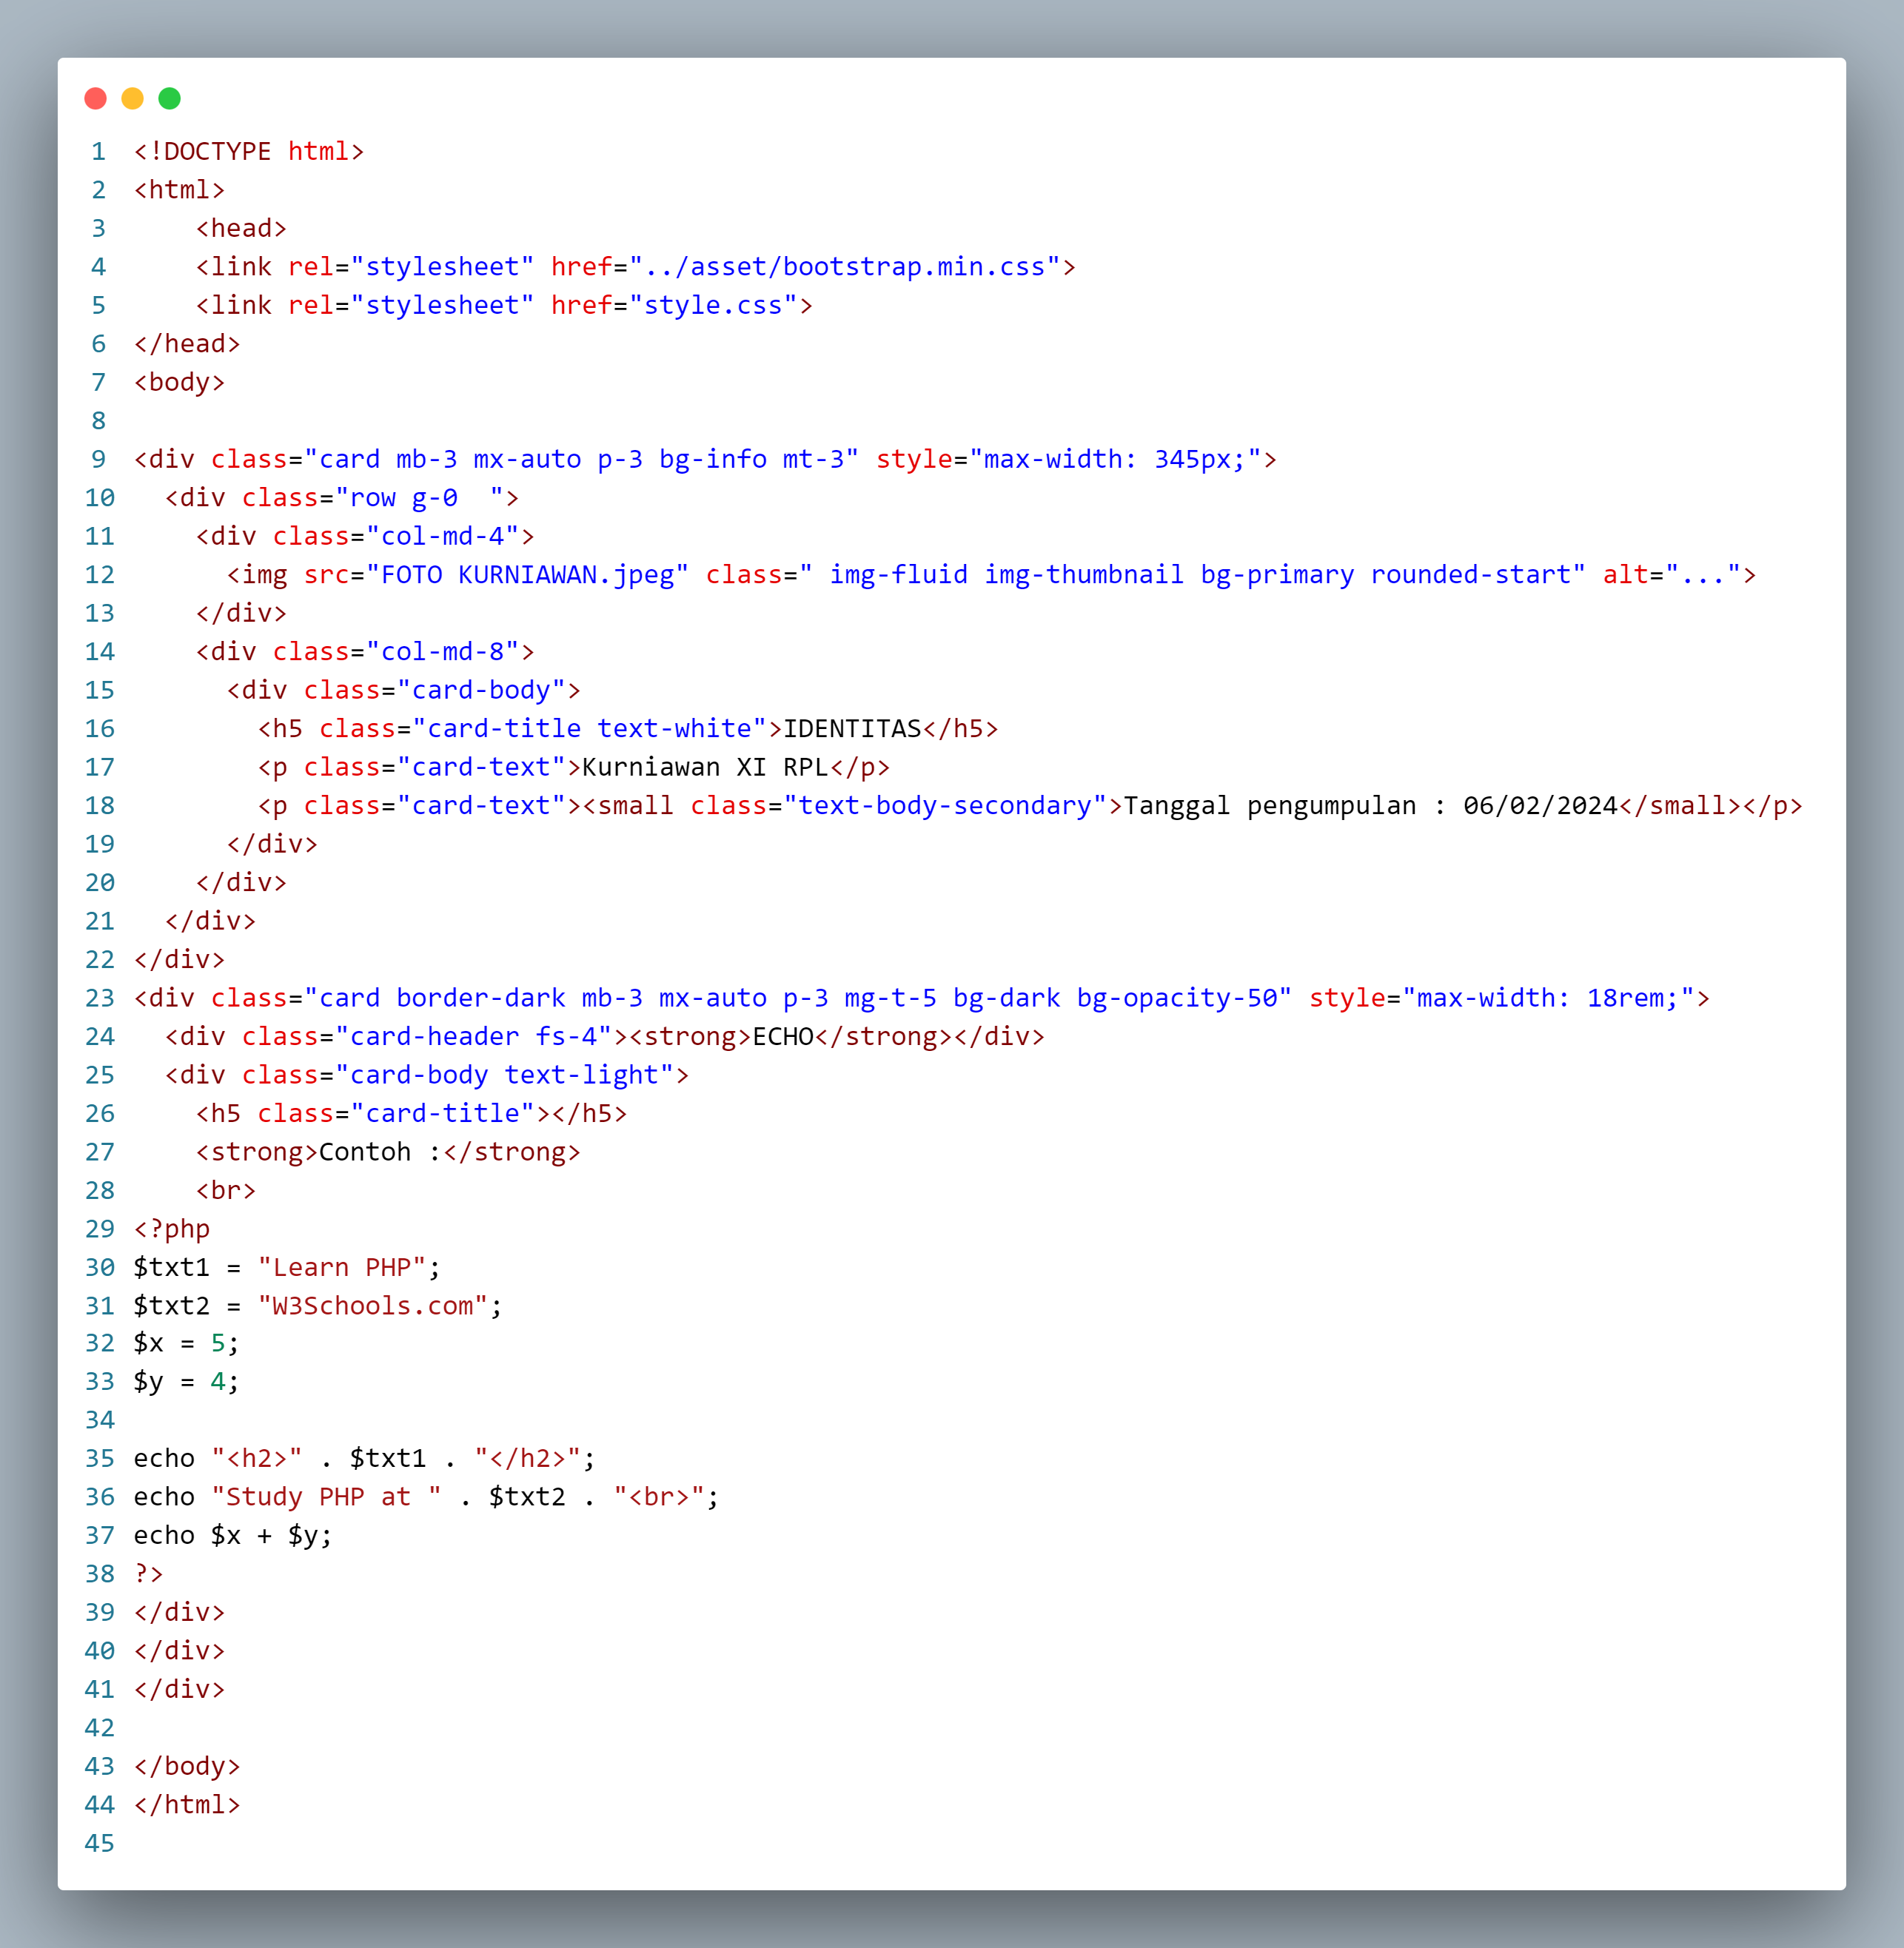 1 <!DOCTYPE html>
2 <html>
3     <head>
4     <link rel="stylesheet" href="../asset/bootstrap.min.css">
5     <link rel="stylesheet" href="style.css">
6 </head>
7 <body>
8
9 <div class="card mb-3 mx-auto p-3 bg-info mt-3" style="max-width: 345px;">
10   <div class="row g-0  ">
11     <div class="col-md-4">
12       <img src="FOTO KURNIAWAN.jpeg" class=" img-fluid img-thumbnail bg-primary rounded-start" alt="...">
13     </div>
14     <div class="col-md-8">
15       <div class="card-body">
16         <h5 class="card-title text-white">IDENTITAS</h5>
17         <p class="card-text">Kurniawan XI RPL</p>
18         <p class="card-text"><small class="text-body-secondary">Tanggal pengumpulan : 06/02/2024</small></p>
19       </div>
20     </div>
21   </div>
22 </div>
23 <div class="card border-dark mb-3 mx-auto p-3 mg-t-5 bg-dark bg-opacity-50" style="max-width: 18rem;">
24   <div class="card-header fs-4"><strong>ECHO</strong></div>
25   <div class="card-body text-light">
26     <h5 class="card-title"></h5>
27     <strong>Contoh :</strong>
28     <br>
29 <?php
30 $txt1 = "Learn PHP";
31 $txt2 = "W3Schools.com";
32 $x = 5;
33 $y = 4;
34
35 echo "<h2>" . $txt1 . "</h2>";
36 echo "Study PHP at " . $txt2 . "<br>";
37 echo $x + $y;
38 ?>
39 </div>
40 </div>
41 </div>
42
43 </body>
44 </html>
45